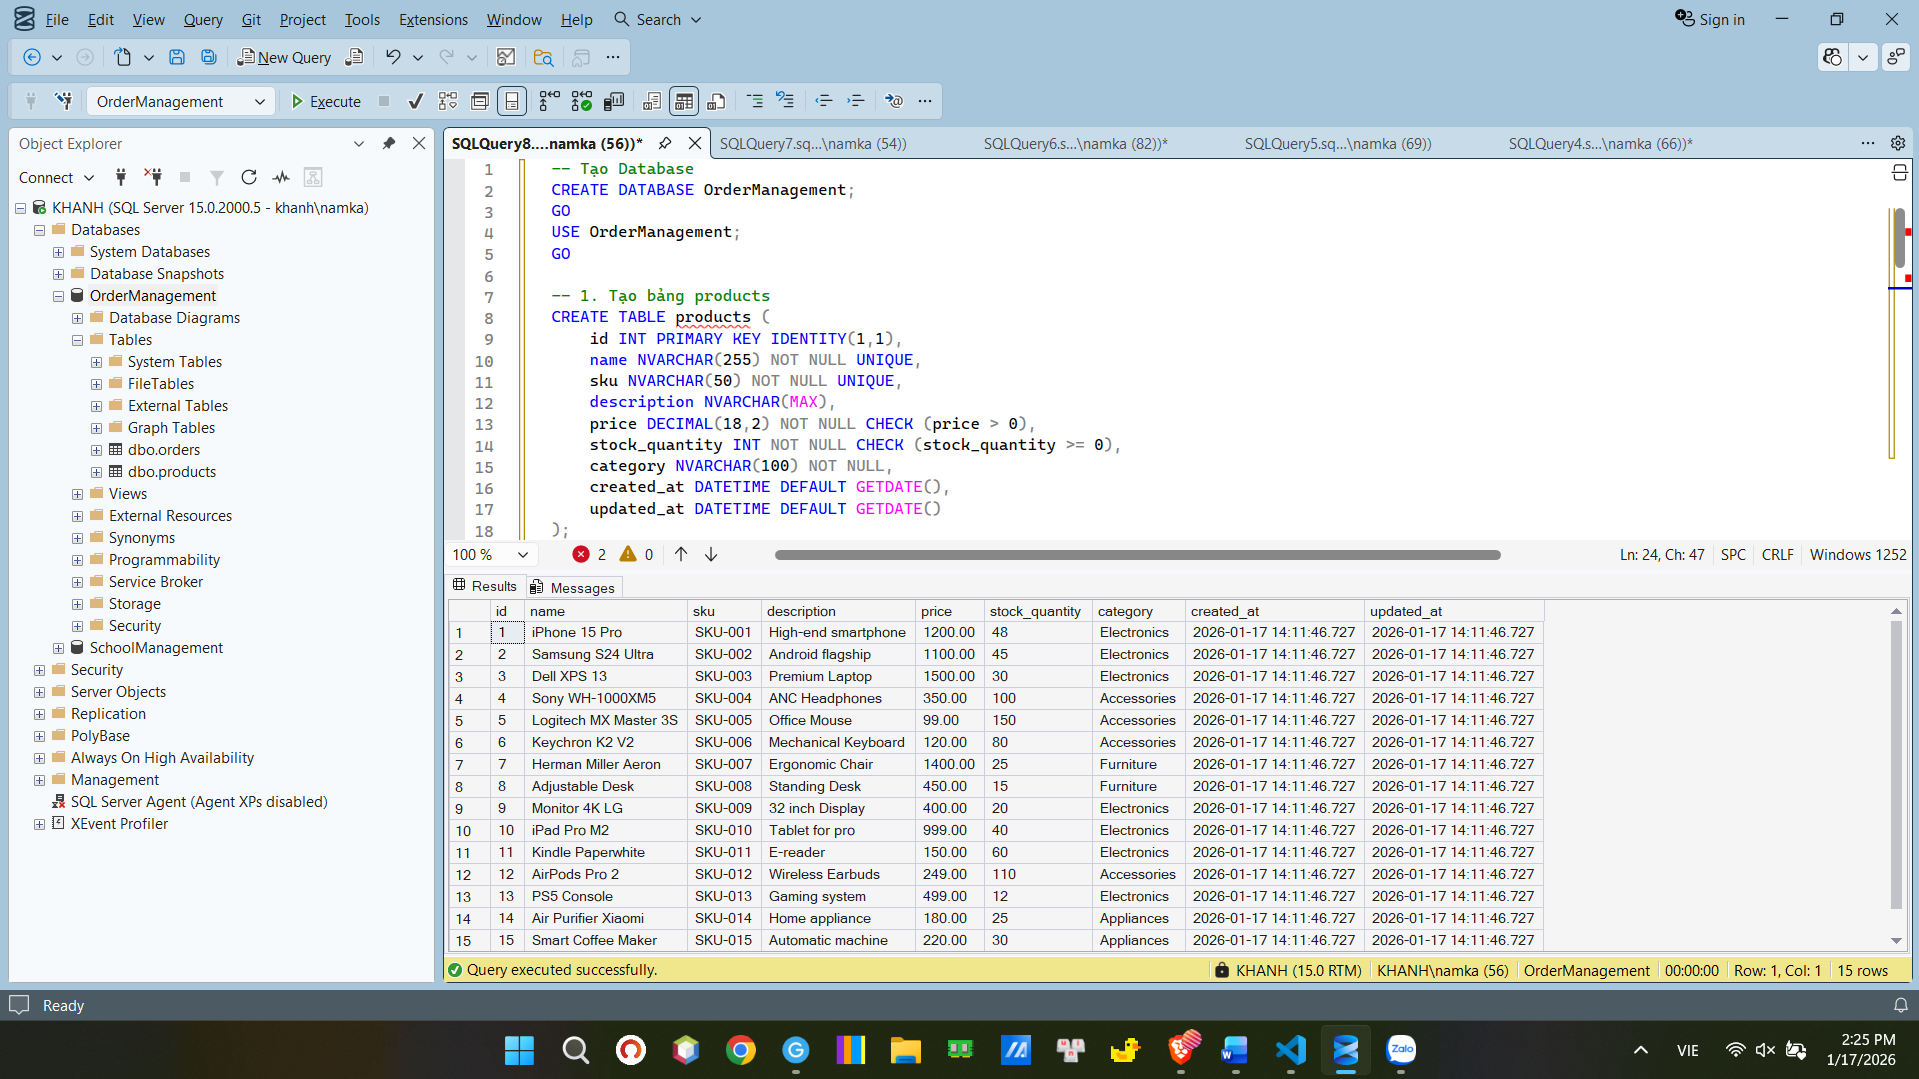 File Edit View Query Git Project Tools Extensions Window Help Search Sign in
New Query
OrderManagement Execute
Object Explorer
Connect
KHANH (SQL Server 15.0.2000.5 - khanh\namka)
Databases
System Databases
Database Snapshots
OrderManagement
Database Diagrams
Tables
System Tables
FileTables
External Tables
Graph Tables
dbo.orders
dbo.products
Views
External Resources
Synonyms
Programmability
Service Broker
Storage
Security
SchoolManagement
Security
Server Objects
Replication
PolyBase
Always On High Availability
Management
SQL Server Agent (Agent XPs disabled)
XEvent Profiler
SQLQuery8....namka (56))* SQLQuery7.sq...\namka (54)) SQLQuery6.s...\namka (82))* SQLQuery5.sq...\namka (69)) SQLQuery4.s...\namka (66))*
1 -- Tạo Database
2 CREATE DATABASE OrderManagement;
3 GO
4 USE OrderManagement;
5 GO
6
7 -- 1. Tạo bảng products
8 CREATE TABLE products (
9 id INT PRIMARY KEY IDENTITY(1,1),
10 name NVARCHAR(255) NOT NULL UNIQUE,
11 sku NVARCHAR(50) NOT NULL UNIQUE,
12 description NVARCHAR(MAX),
13 price DECIMAL(18,2) NOT NULL CHECK (price > 0),
14 stock_quantity INT NOT NULL CHECK (stock_quantity >= 0),
15 category NVARCHAR(100) NOT NULL,
16 created_at DATETIME DEFAULT GETDATE(),
17 updated_at DATETIME DEFAULT GETDATE()
18 );
100 % 2 0 Ln: 24, Ch: 47 SPC CRLF Windows 1252
Results Messages
id name sku description price stock_quantity category created_at updated_at
1 1 iPhone 15 Pro SKU-001 High-end smartphone 1200.00 48 Electronics 2026-01-17 14:11:46.727 2026-01-17 14:11:46.727
2 2 Samsung S24 Ultra SKU-002 Android flagship 1100.00 45 Electronics 2026-01-17 14:11:46.727 2026-01-17 14:11:46.727
3 3 Dell XPS 13 SKU-003 Premium Laptop 1500.00 30 Electronics 2026-01-17 14:11:46.727 2026-01-17 14:11:46.727
4 4 Sony WH-1000XM5 SKU-004 ANC Headphones 350.00 100 Accessories 2026-01-17 14:11:46.727 2026-01-17 14:11:46.727
5 5 Logitech MX Master 3S SKU-005 Office Mouse 99.00 150 Accessories 2026-01-17 14:11:46.727 2026-01-17 14:11:46.727
6 6 Keychron K2 V2 SKU-006 Mechanical Keyboard 120.00 80 Accessories 2026-01-17 14:11:46.727 2026-01-17 14:11:46.727
7 7 Herman Miller Aeron SKU-007 Ergonomic Chair 1400.00 25 Furniture 2026-01-17 14:11:46.727 2026-01-17 14:11:46.727
8 8 Adjustable Desk SKU-008 Standing Desk 450.00 15 Furniture 2026-01-17 14:11:46.727 2026-01-17 14:11:46.727
9 9 Monitor 4K LG SKU-009 32 inch Display 400.00 20 Electronics 2026-01-17 14:11:46.727 2026-01-17 14:11:46.727
10 10 iPad Pro M2 SKU-010 Tablet for pro 999.00 40 Electronics 2026-01-17 14:11:46.727 2026-01-17 14:11:46.727
11 11 Kindle Paperwhite SKU-011 E-reader 150.00 60 Electronics 2026-01-17 14:11:46.727 2026-01-17 14:11:46.727
12 12 AirPods Pro 2 SKU-012 Wireless Earbuds 249.00 110 Accessories 2026-01-17 14:11:46.727 2026-01-17 14:11:46.727
13 13 PS5 Console SKU-013 Gaming system 499.00 12 Electronics 2026-01-17 14:11:46.727 2026-01-17 14:11:46.727
14 14 Air Purifier Xiaomi SKU-014 Home appliance 180.00 25 Appliances 2026-01-17 14:11:46.727 2026-01-17 14:11:46.727
15 15 Smart Coffee Maker SKU-015 Automatic machine 220.00 30 Appliances 2026-01-17 14:11:46.727 2026-01-17 14:11:46.727
Query executed successfully. KHANH (15.0 RTM) KHANH\namka (56) OrderManagement 00:00:00 Row: 1, Col: 1 15 rows
Ready
Zalo VIE 2:25 PM
1/17/2026